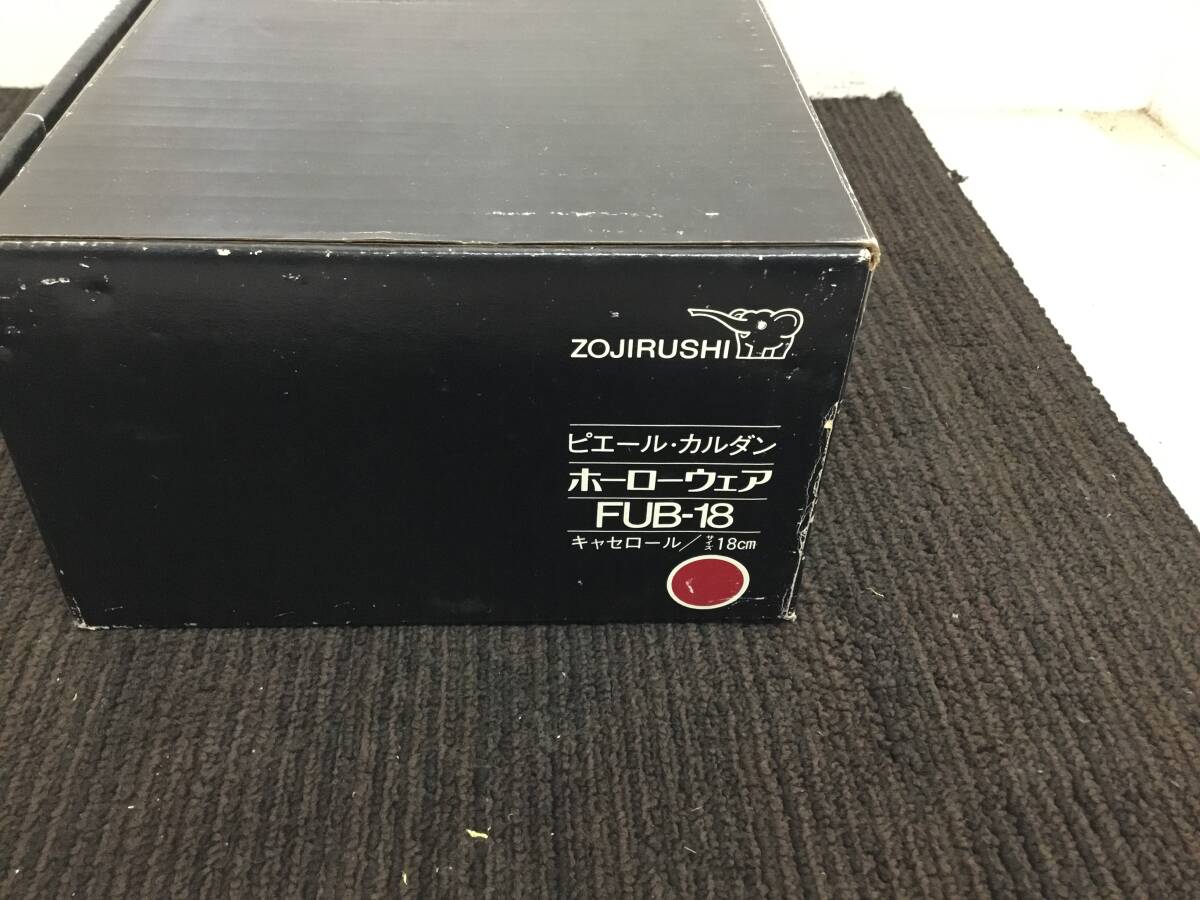 ZOJIRUSHI
ピエール・カルダン
ホーローウェア
FUB-18
キャセロール/サイズ18cm